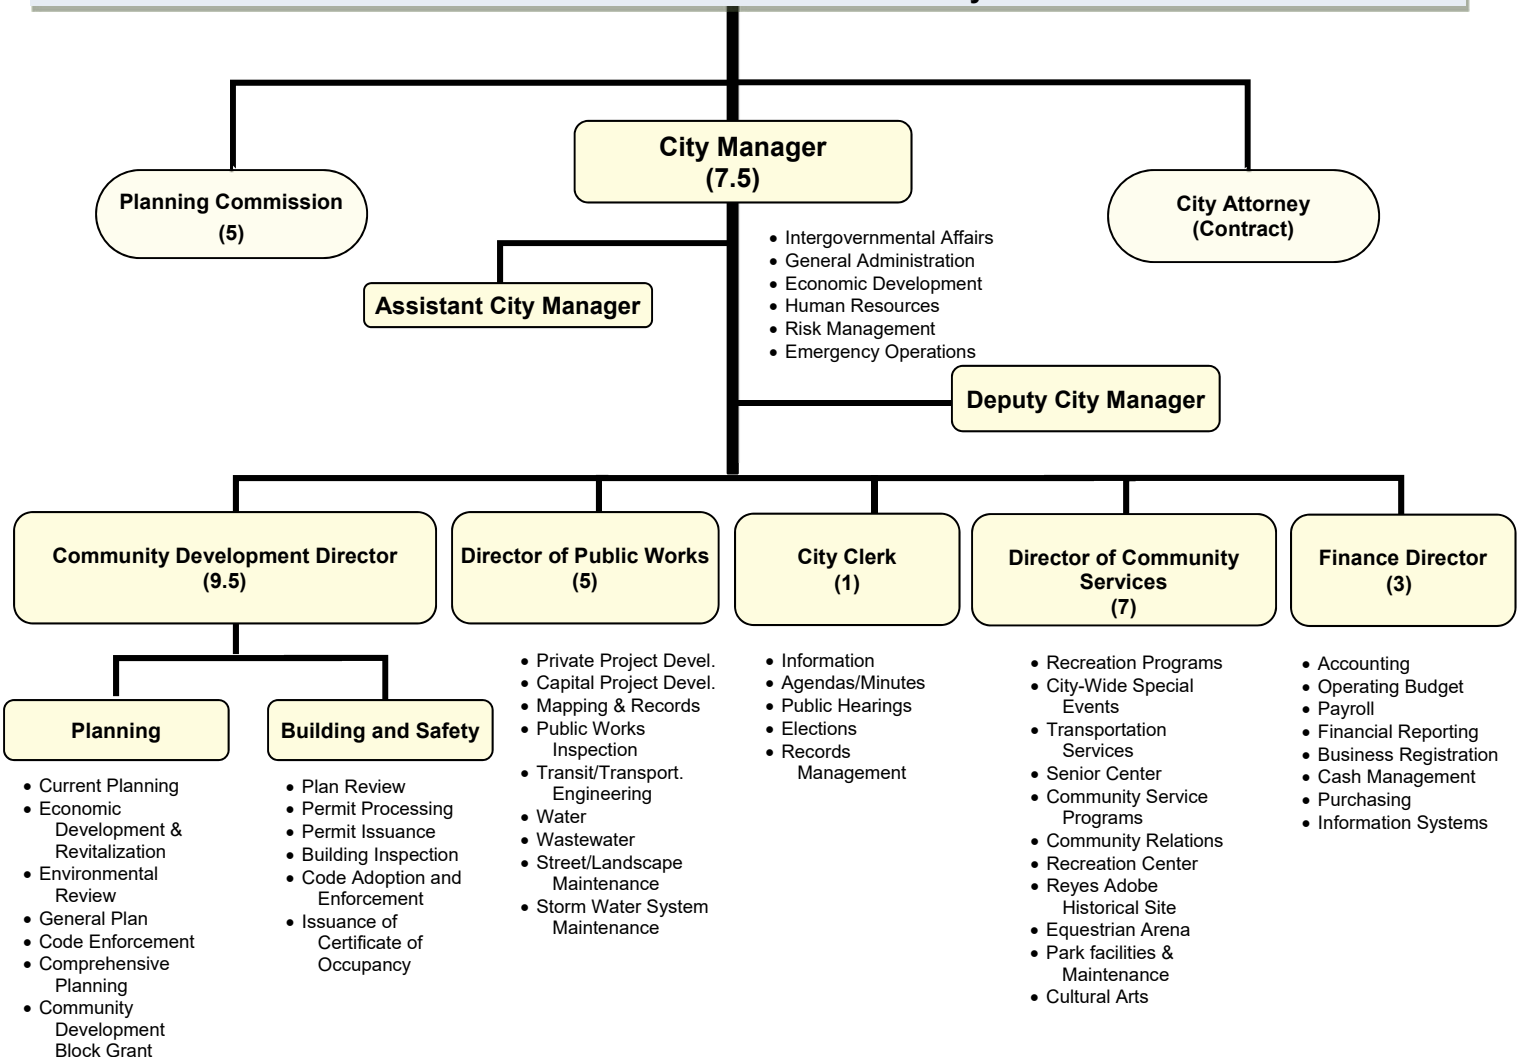 City Manager
(7.5)
Planning Commission
(5)
City Attorney
(Contract)
• Intergovernmental Affairs
• General Administration
• Economic Development
• Human Resources
• Risk Management
• Emergency Operations
Assistant City Manager
Deputy City Manager
Community Development Director
(9.5)
Director of Public Works
(5)
City Clerk
(1)
Director of Community
Services
(7)
Finance Director
(3)
Planning
• Current Planning
• Economic
Development &
Revitalization
• Environmental
Review
• General Plan
• Code Enforcement
• Comprehensive
Planning
• Community
Development
Block Grant
Building and Safety
• Plan Review
• Permit Processing
• Permit Issuance
• Building Inspection
• Code Adoption and
Enforcement
• Issuance of
Certificate of
Occupancy
• Private Project Devel.
• Capital Project Devel.
• Mapping & Records
• Public Works
Inspection
• Transit/Transport.
Engineering
• Water
• Wastewater
• Street/Landscape
Maintenance
• Storm Water System
Maintenance
• Information
• Agendas/Minutes
• Public Hearings
• Elections
• Records
Management
• Recreation Programs
• City-Wide Special
Events
• Transportation
Services
• Senior Center
• Community Service
Programs
• Community Relations
• Recreation Center
• Reyes Adobe
Historical Site
• Equestrian Arena
• Park facilities &
Maintenance
• Cultural Arts
• Accounting
• Operating Budget
• Payroll
• Financial Reporting
• Business Registration
• Cash Management
• Purchasing
• Information Systems